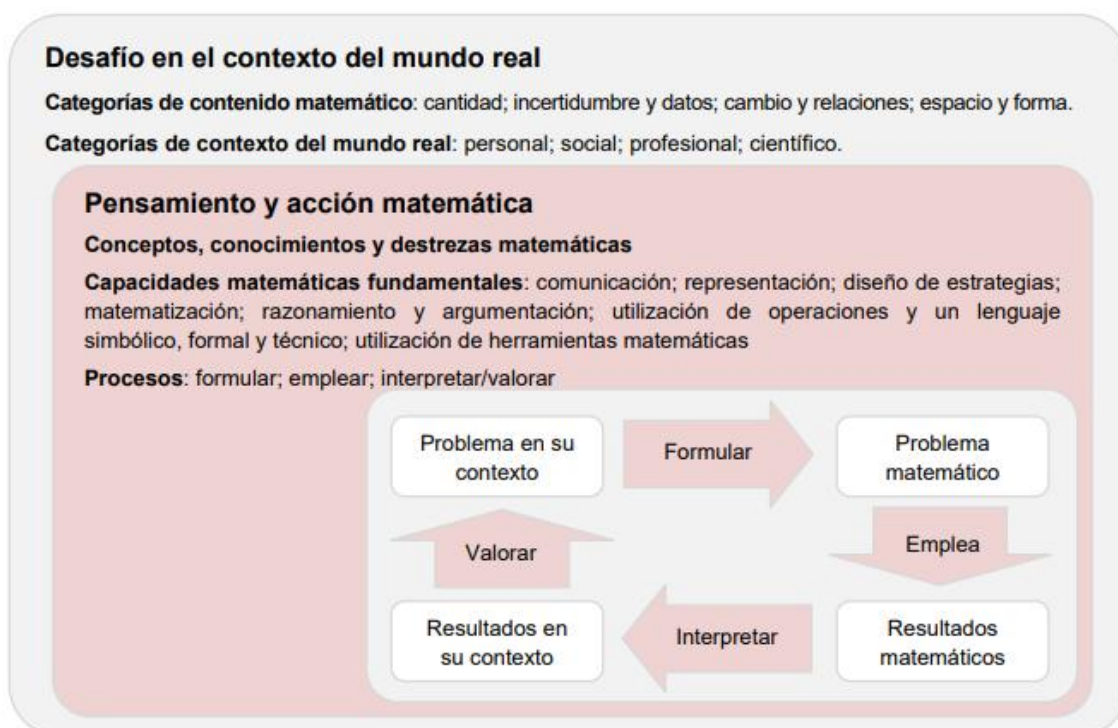 Desafío en el contexto del mundo real
Categorías de contenido matemático: cantidad; incertidumbre y datos; cambio y relaciones; espacio y forma.
Categorías de contexto del mundo real: personal; social; profesional; científico.
Pensamiento y acción matemática
Conceptos, conocimientos y destrezas matemáticas
Capacidades matemáticas fundamentales: comunicación; representación; diseño de estrategias;
matematización; razonamiento y argumentación; utilización de operaciones y un lenguaje
simbólico, formal y técnico; utilización de herramientas matemáticas
Procesos: formular; emplear; interpretar/valorar
Problema en su
contexto
Formular
Problema
matemático
Valorar
Emplea
Resultados en
su contexto
Interpretar
Resultados
matemáticos